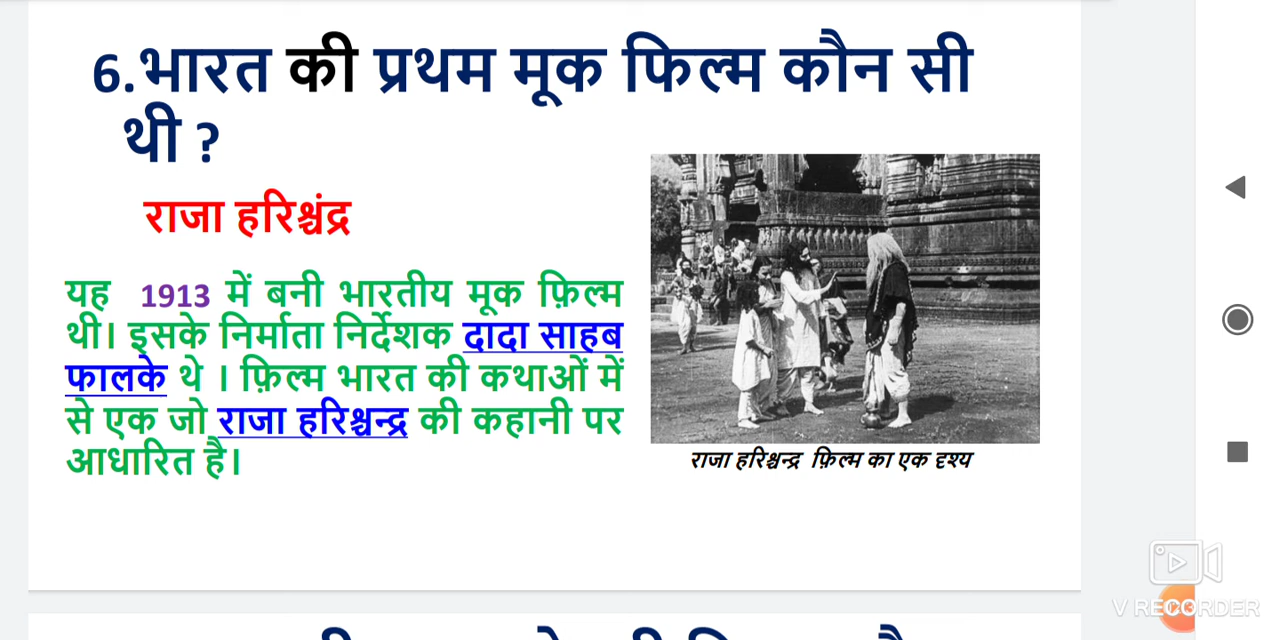 6.भारत की प्रथम मूक फिल्म कौन सी
थी ?
राजा हरिश्चंद्र
यह 1913 में बनी भारतीय मूक फ़िल्म
थी। इसके निर्माता निर्देशक दादा साहब
फालके थे । फ़िल्म भारत की कथाओं में
से एक जो राजा हरिश्चन्द्र की कहानी पर
आधारित है।
राजा हरिश्चन्द्र फ़िल्म का एक दृश्य
V RECORDER